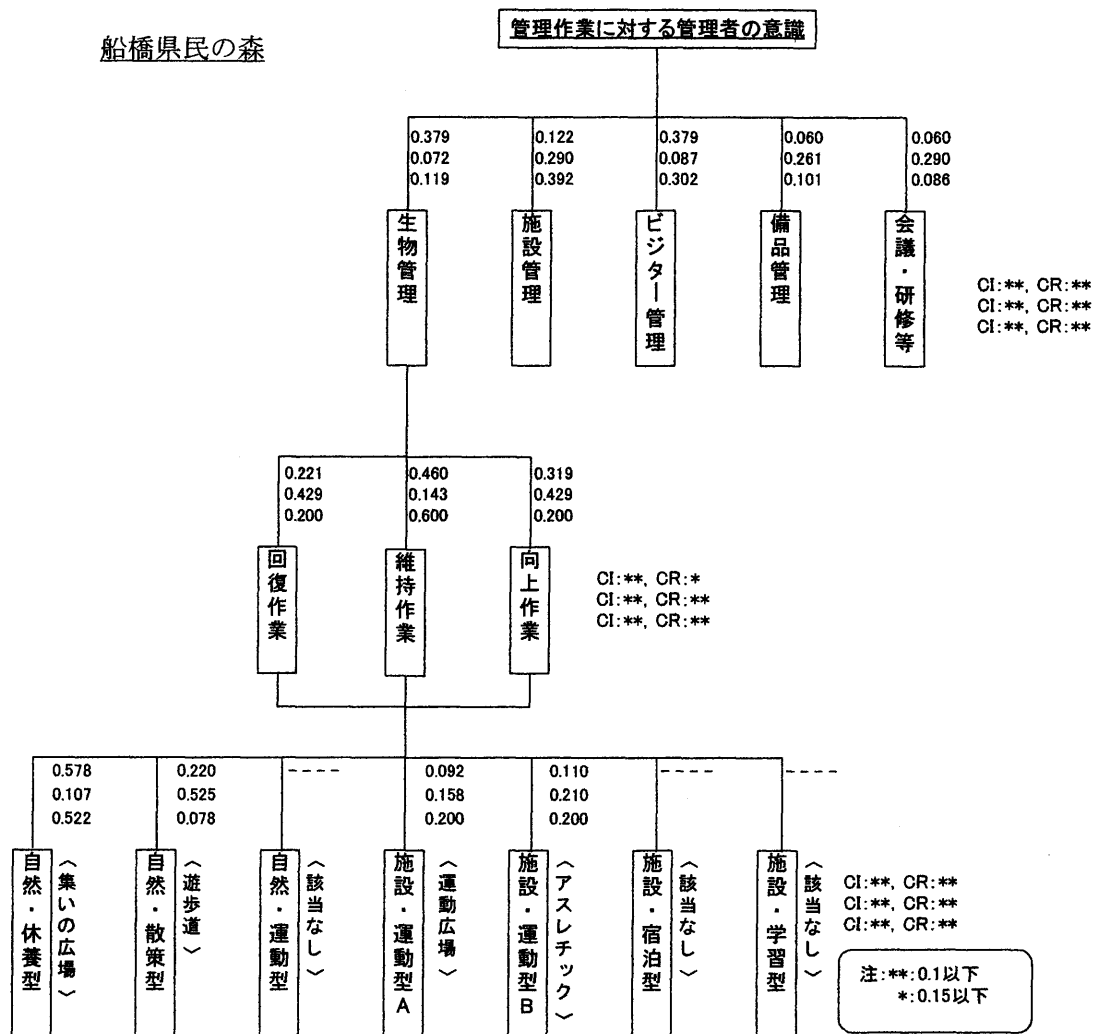 船橋県民の森
管理作業に対する管理者の意識
0.379
0.072
0.119
0.122
0.290
0.392
0.379
0.087
0.302
0.060
0.261
0.101
0.060
0.290
0.086
生物管理
施設管理
ビジター管理
備品管理
会議・研修等
CI:**, CR:**
CI:**, CR:**
CI:**, CR:**
0.221
0.429
0.200
0.460
0.143
0.600
0.319
0.429
0.200
回復作業
維持作業
向上作業
CI:**, CR:*
CI:**, CR:**
CI:**, CR:**
0.578
0.107
0.522
0.220
0.525
0.078
----
0.092
0.158
0.200
0.110
0.210
0.200
----
----
自然・休養型
〈集いの広場〉
自然・散策型
〈遊歩道〉
自然・運動型
〈該当なし〉
施設・運動型A
〈運動広場〉
施設・運動型B
〈アスレチック〉
施設・宿泊型
〈該当なし〉
施設・学習型
〈該当なし〉
CI:**, CR:**
CI:**, CR:**
CI:**, CR:**
注:**:0.1以下
*:0.15以下